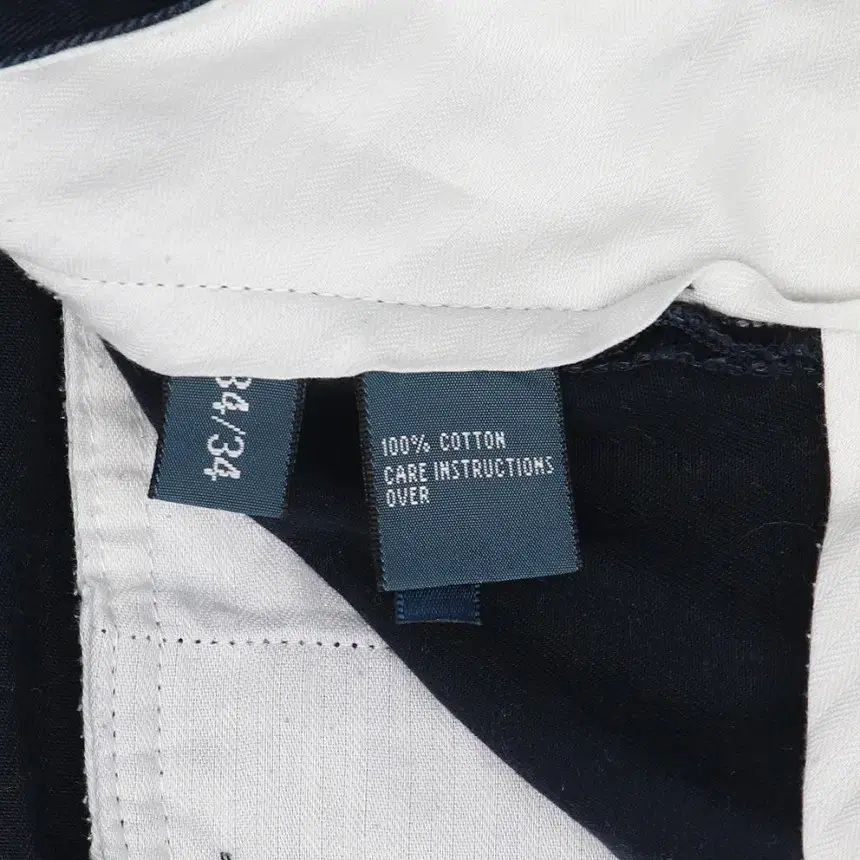 34/34
100% COTTON
CARE INSTRUCTIONS
OVER